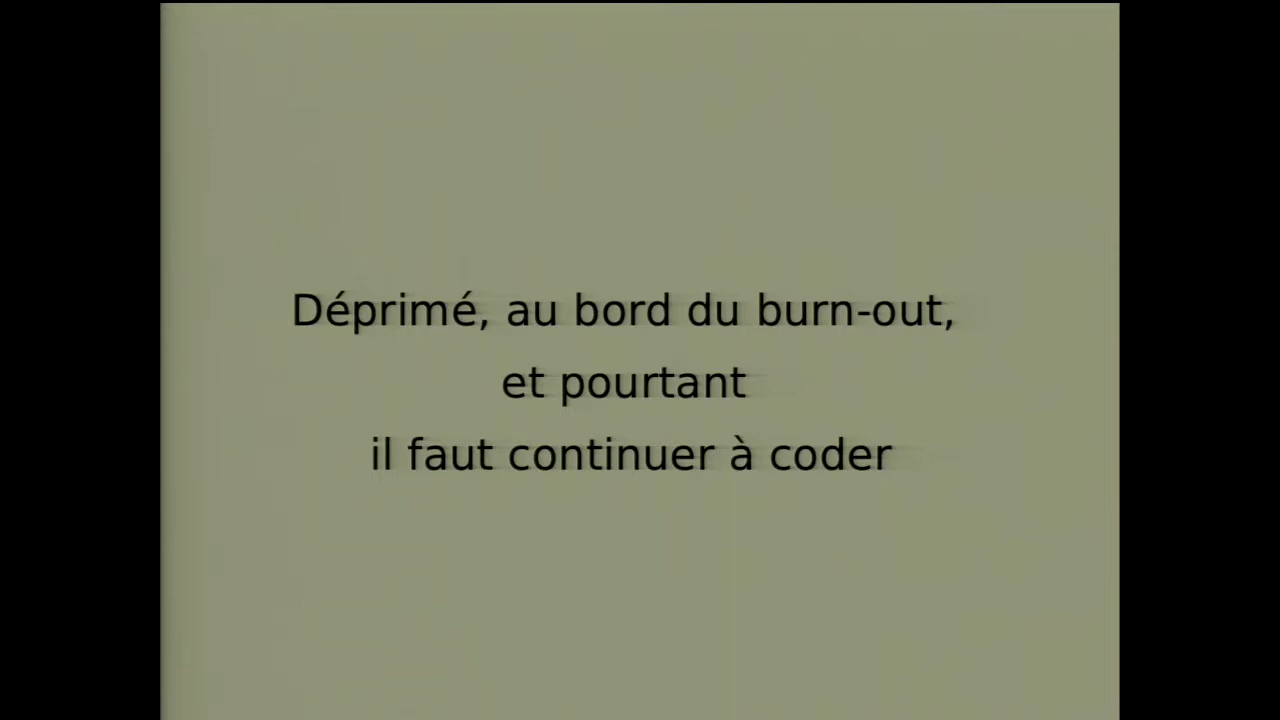 Déprimé, au bord du burn-out,
et pourtant
il faut continuer à coder